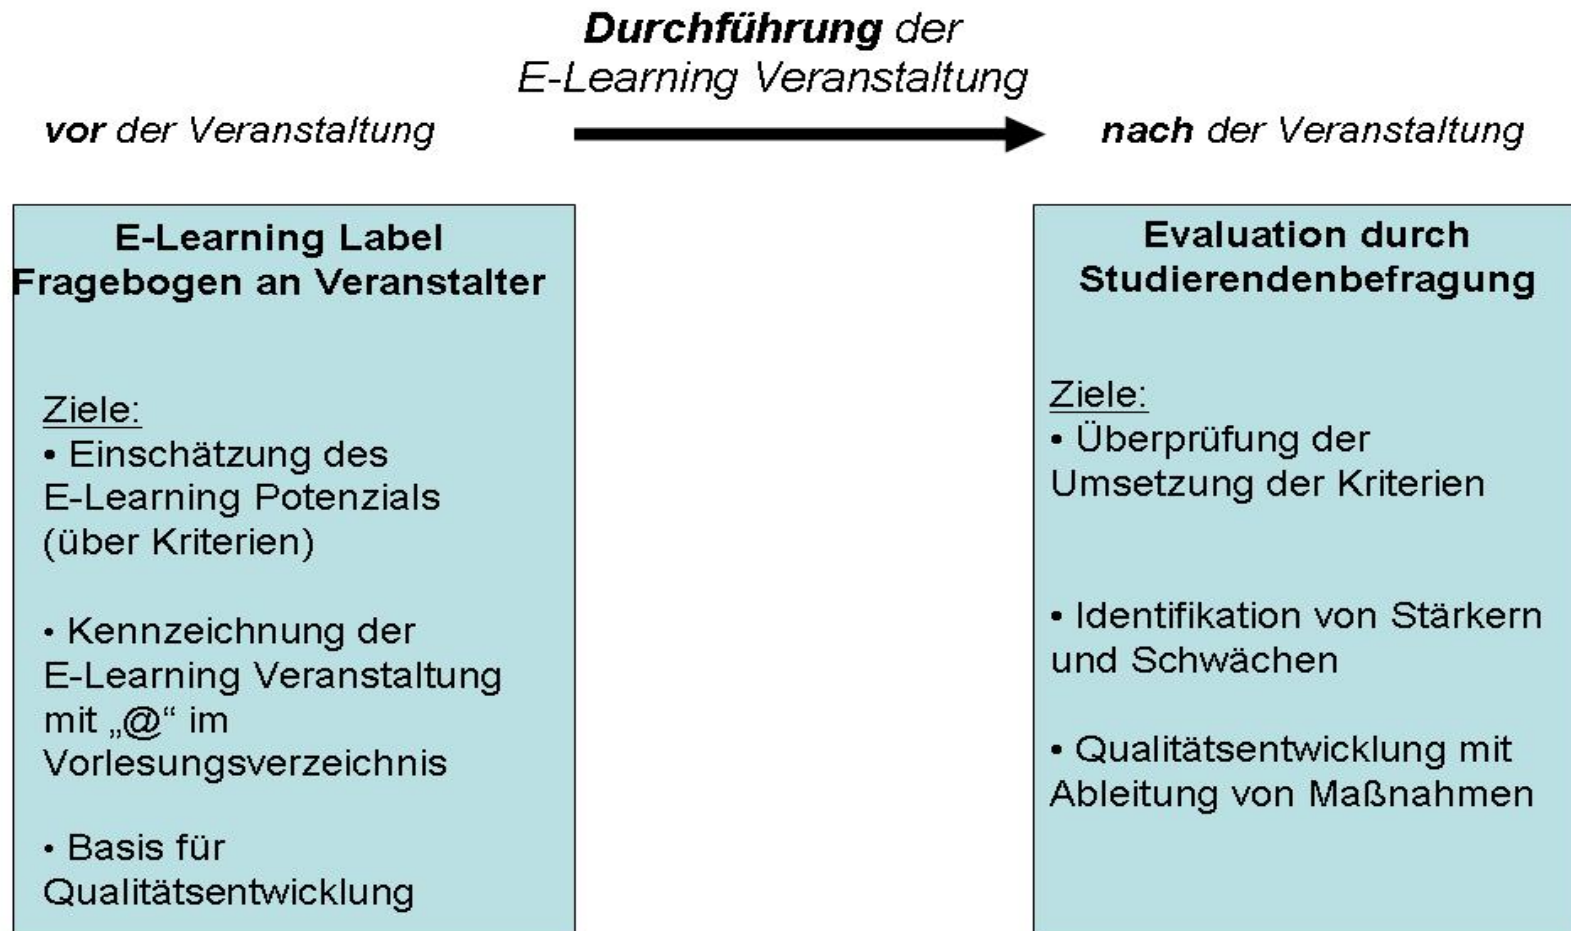 Durchführung der
E-Learning Veranstaltung
vor der Veranstaltung
nach der Veranstaltung
E-Learning Label
Fragebogen an Veranstalter
Ziele:
• Einschätzung des
E-Learning Potenzials
(über Kriterien)
• Kennzeichnung der
E-Learning Veranstaltung
mit „@“ im
Vorlesungsverzeichnis
• Basis für
Qualitätsentwicklung
Evaluation durch
Studierendenbefragung
Ziele:
• Überprüfung der
Umsetzung der Kriterien
• Identifikation von Stärkern
und Schwächen
• Qualitätsentwicklung mit
Ableitung von Maßnahmen